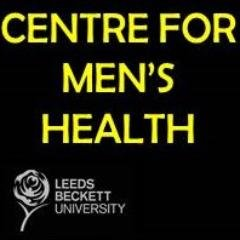 CENTRE FOR
MEN'S
HEALTH
LEEDS
BECKETT
UNIVERSITY